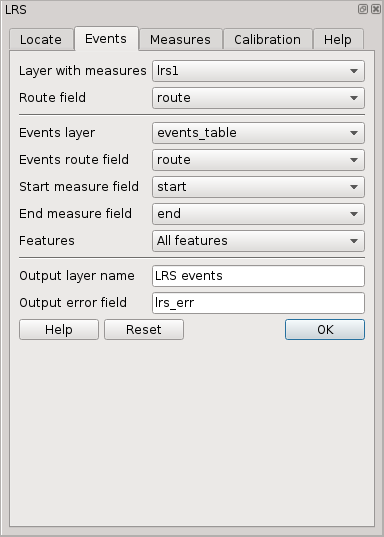 LRS
Locate Events Measures Calibration Help
Layer with measures lrs1
Route field route
Events layer events_table
Events route field route
Start measure field start
End measure field end
Features All features
Output layer name LRS events
Output error field lrs_err
Help Reset OK